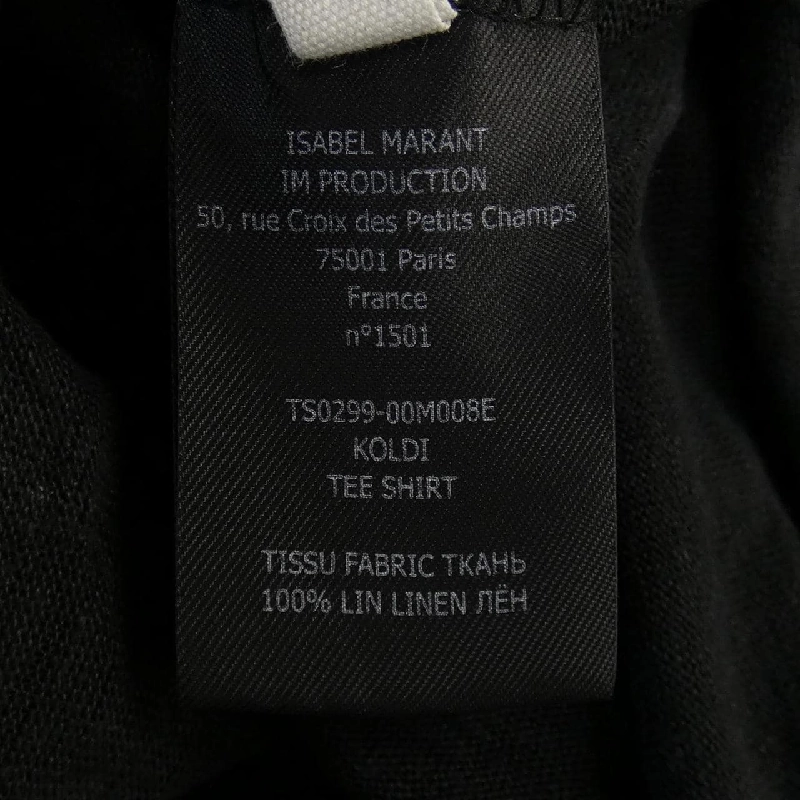 ISABEL MARANT
IM PRODUCTION
50, rue Croix des Petits Champs
75001 Paris
France
n°1501
TS0299-00M008E
KOLDI
TEE SHIRT
TISSU FABRIC ТКАНЬ
100% LIN LINEN ЛЁН